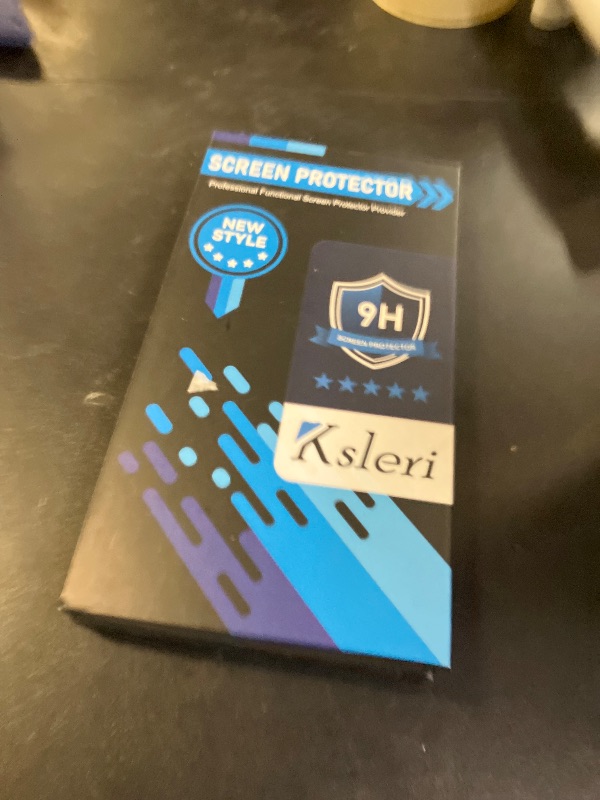 SCREEN PROTECTOR
Professional Functional Screen Protector Provider
NEW
STYLE
9H
SCREEN PROTECTOR
Ksleri